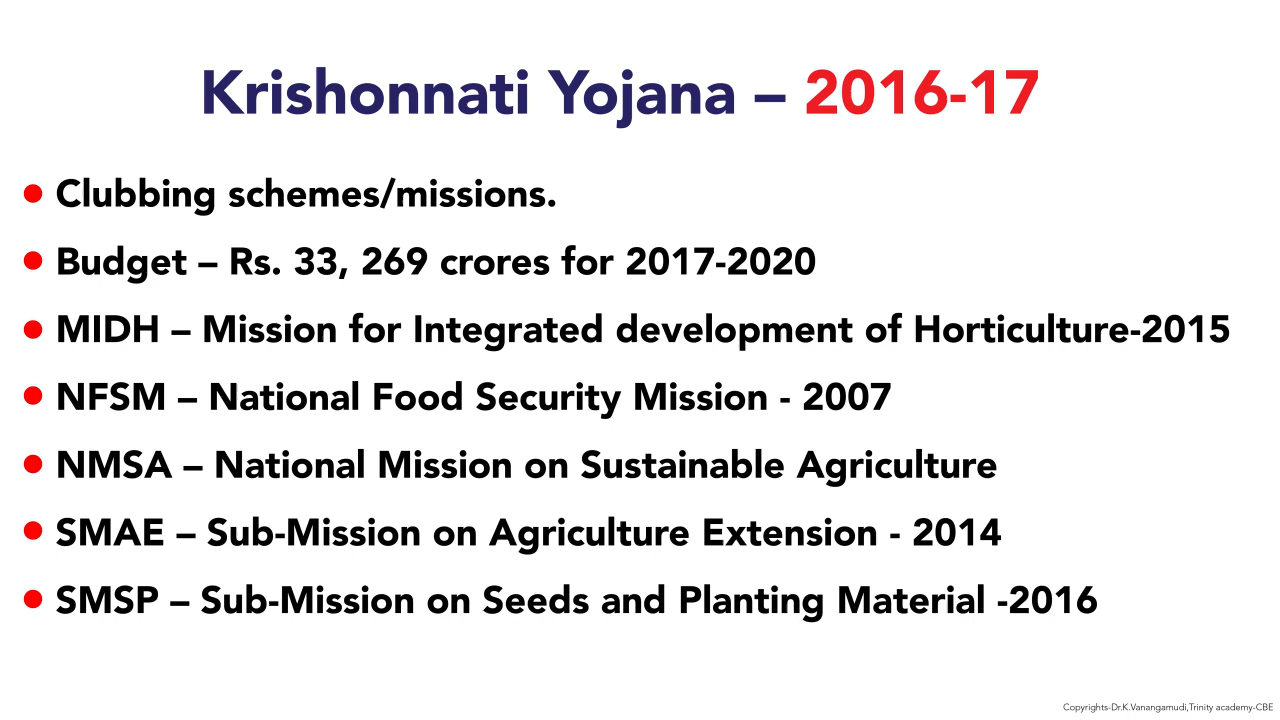 Krishonnati Yojana – 2016-17
• Clubbing schemes/missions.
• Budget – Rs. 33, 269 crores for 2017-2020
• MIDH – Mission for Integrated development of Horticulture-2015
• NFSM – National Food Security Mission - 2007
• NMSA – National Mission on Sustainable Agriculture
• SMAE – Sub-Mission on Agriculture Extension - 2014
• SMSP – Sub-Mission on Seeds and Planting Material -2016
Copyrights-Dr.K.Vanangamudi,Trinity academy-CBE